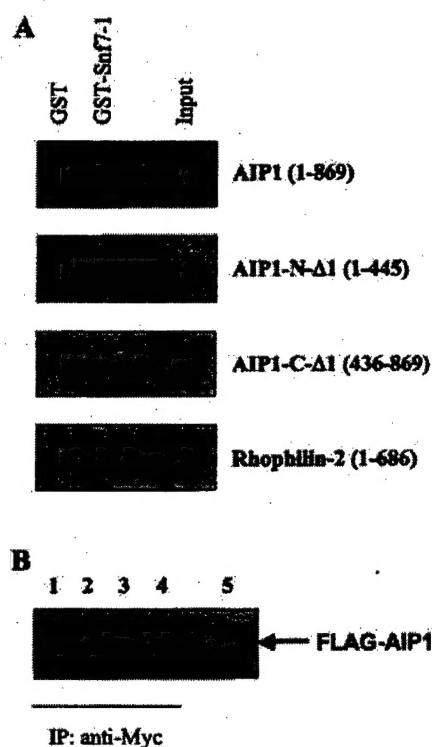 A
GST
GST-Snf7-1
Input
AIP1 (1-869)
AIP1-N-Δ1 (1-445)
AIP1-C-Δ1 (436-869)
Rhophilin-2 (1-686)
B
1 2 3 4 5
FLAG-AIP1
IP: anti-Myc